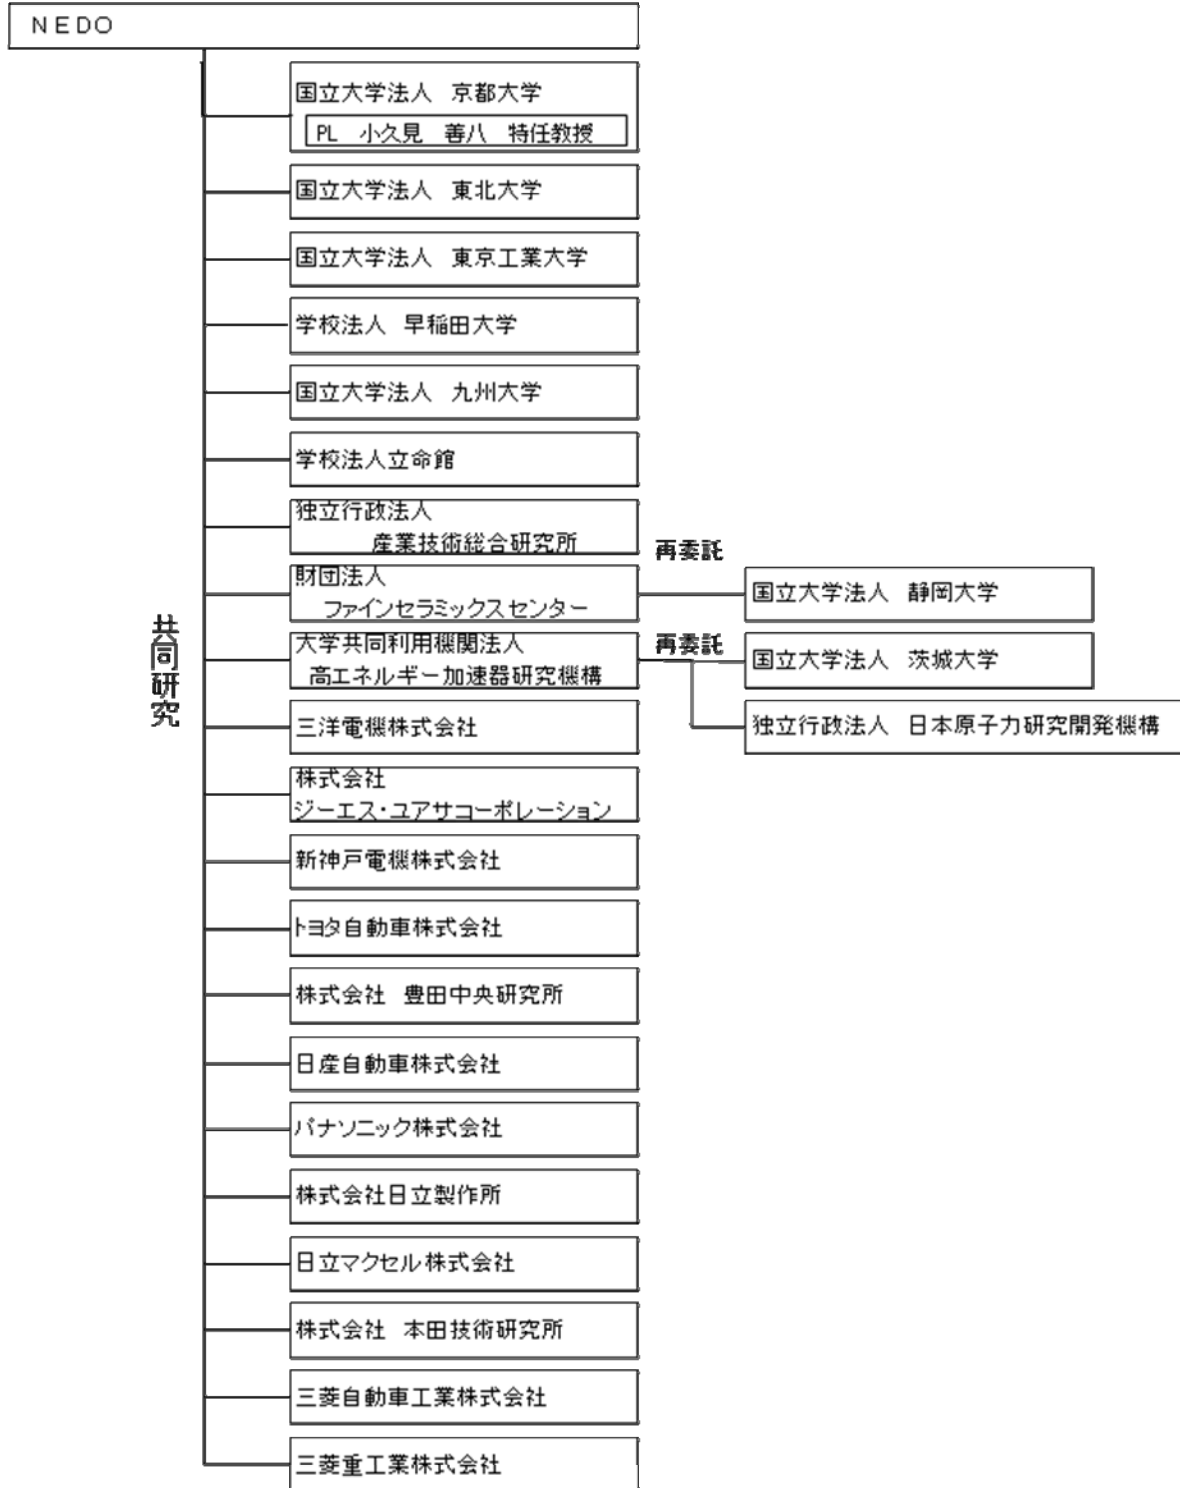 NEDO
国立大学法人 京都大学
PL 小久見 善八 特任教授
国立大学法人 東北大学
国立大学法人 東京工業大学
学校法人 早稲田大学
国立大学法人 九州大学
学校法人立命館
独立行政法人
産業技術総合研究所
財団法人
ファインセラミックスセンター
再委託
国立大学法人 静岡大学
大学共同利用機関法人
高エネルギー加速器研究機構
再委託
国立大学法人 茨城大学
独立行政法人 日本原子力研究開発機構
共同研究
三洋電機株式会社
株式会社
ジーエス・ユアサコーポレーション
新神戸電機株式会社
トヨタ自動車株式会社
株式会社 豊田中央研究所
日産自動車株式会社
パナソニック株式会社
株式会社日立製作所
日立マクセル株式会社
株式会社 本田技術研究所
三菱自動車工業株式会社
三菱重工業株式会社